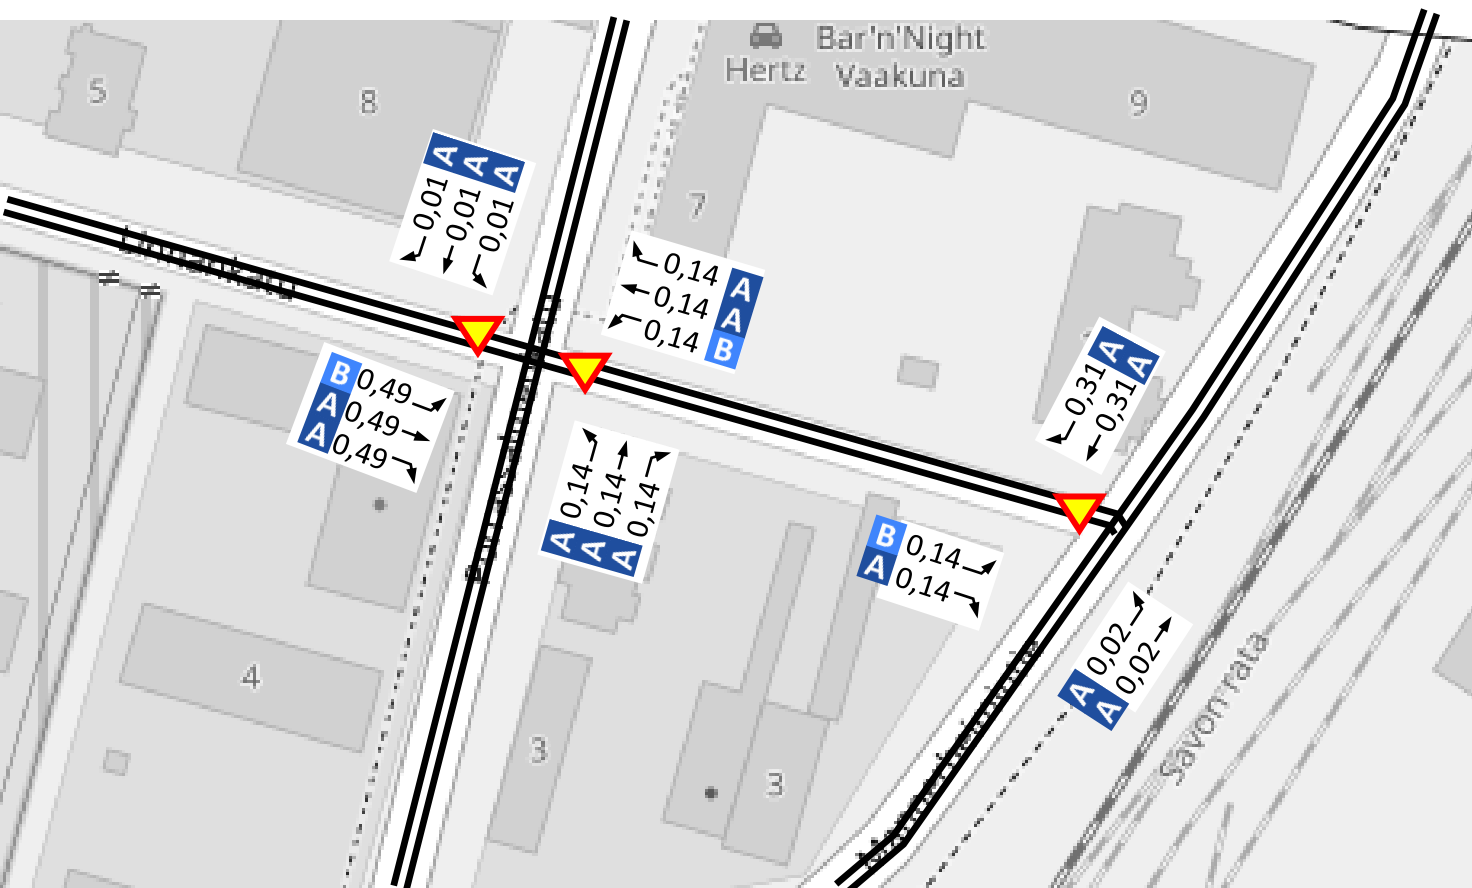 Bar'n'Night
Hertz Vaakuna
5
8
9
7
A A A
0,01 0,01 0,01
0,14 A
0,14 A
0,14 B
B 0,49
A 0,49
A 0,49
0,14 0,14 0,14
A A A
A A
0,31 0,31
B 0,14
A 0,14
A 0,02
A 0,02
4
3
3
Savon rata